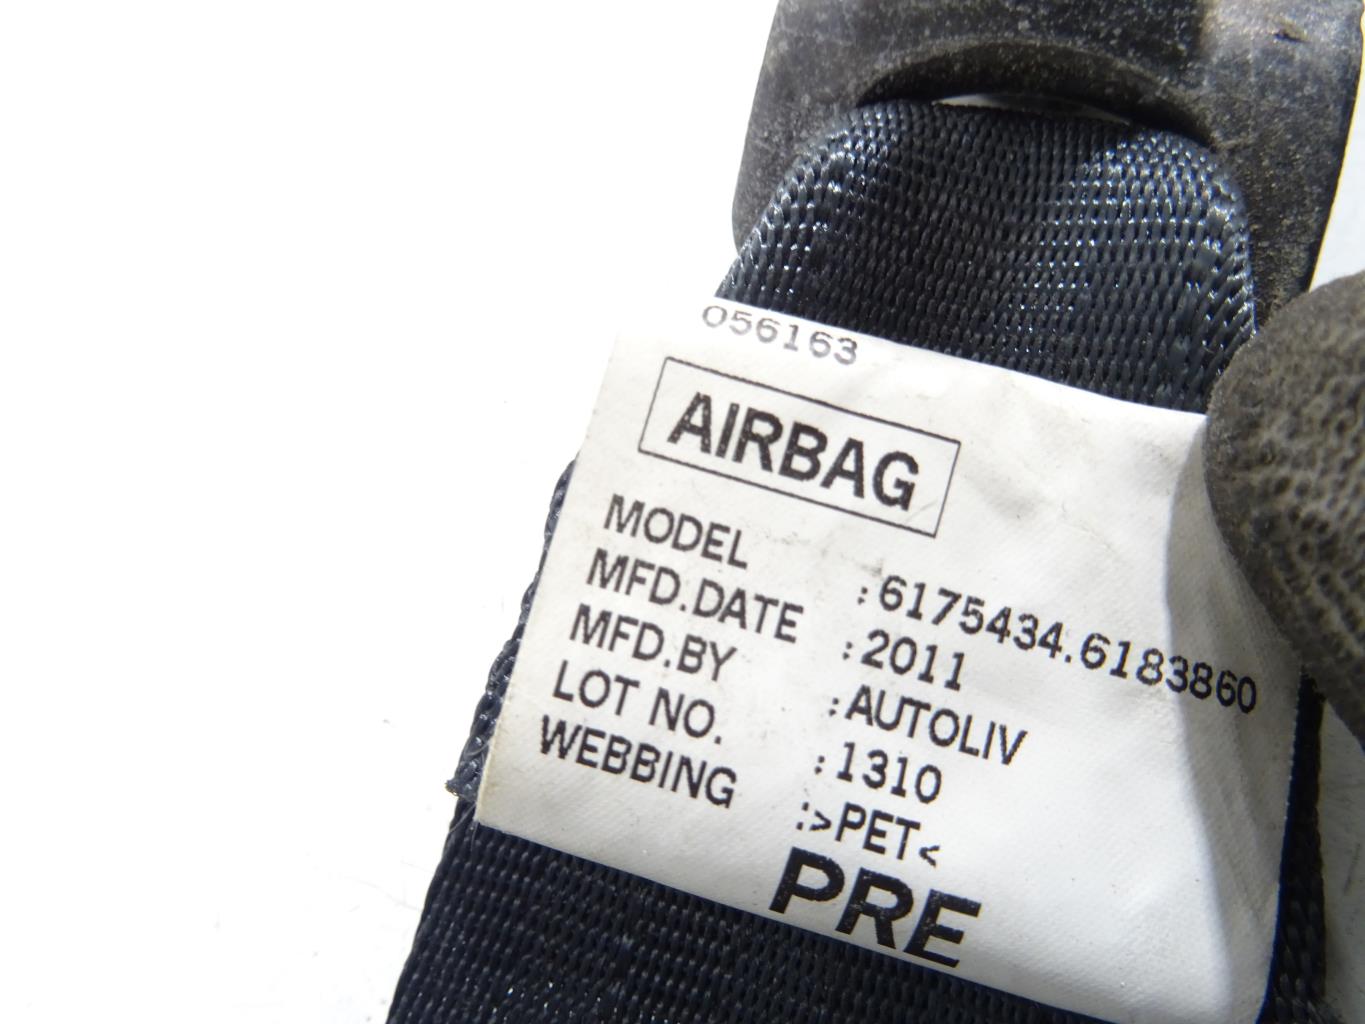 056163
AIRBAG
MODEL :6175434.6183860
MFD.DATE :2011
MFD.BY :AUTOLIV
LOT NO. :1310
WEBBING :>PET<
PRE